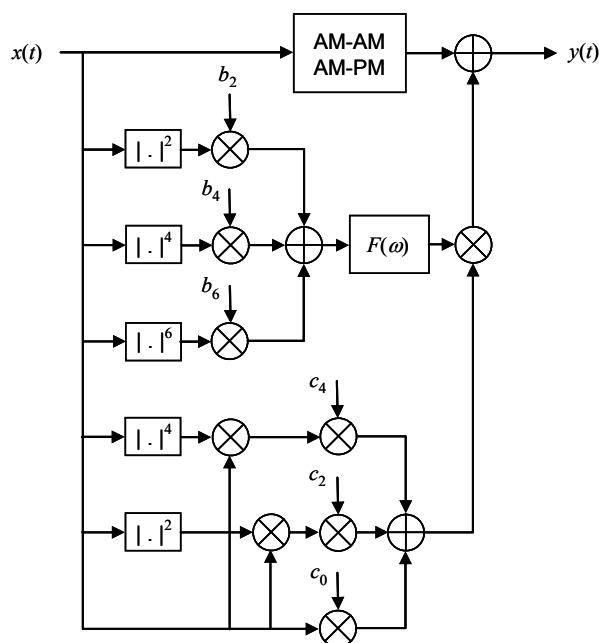 x(t)
AM-AM
AM-PM
y(t)
b₂
| . |²
b₄
| . |⁴
F(ω)
b₆
| . |⁶
c₄
| . |⁴
c₂
| . |²
c₀